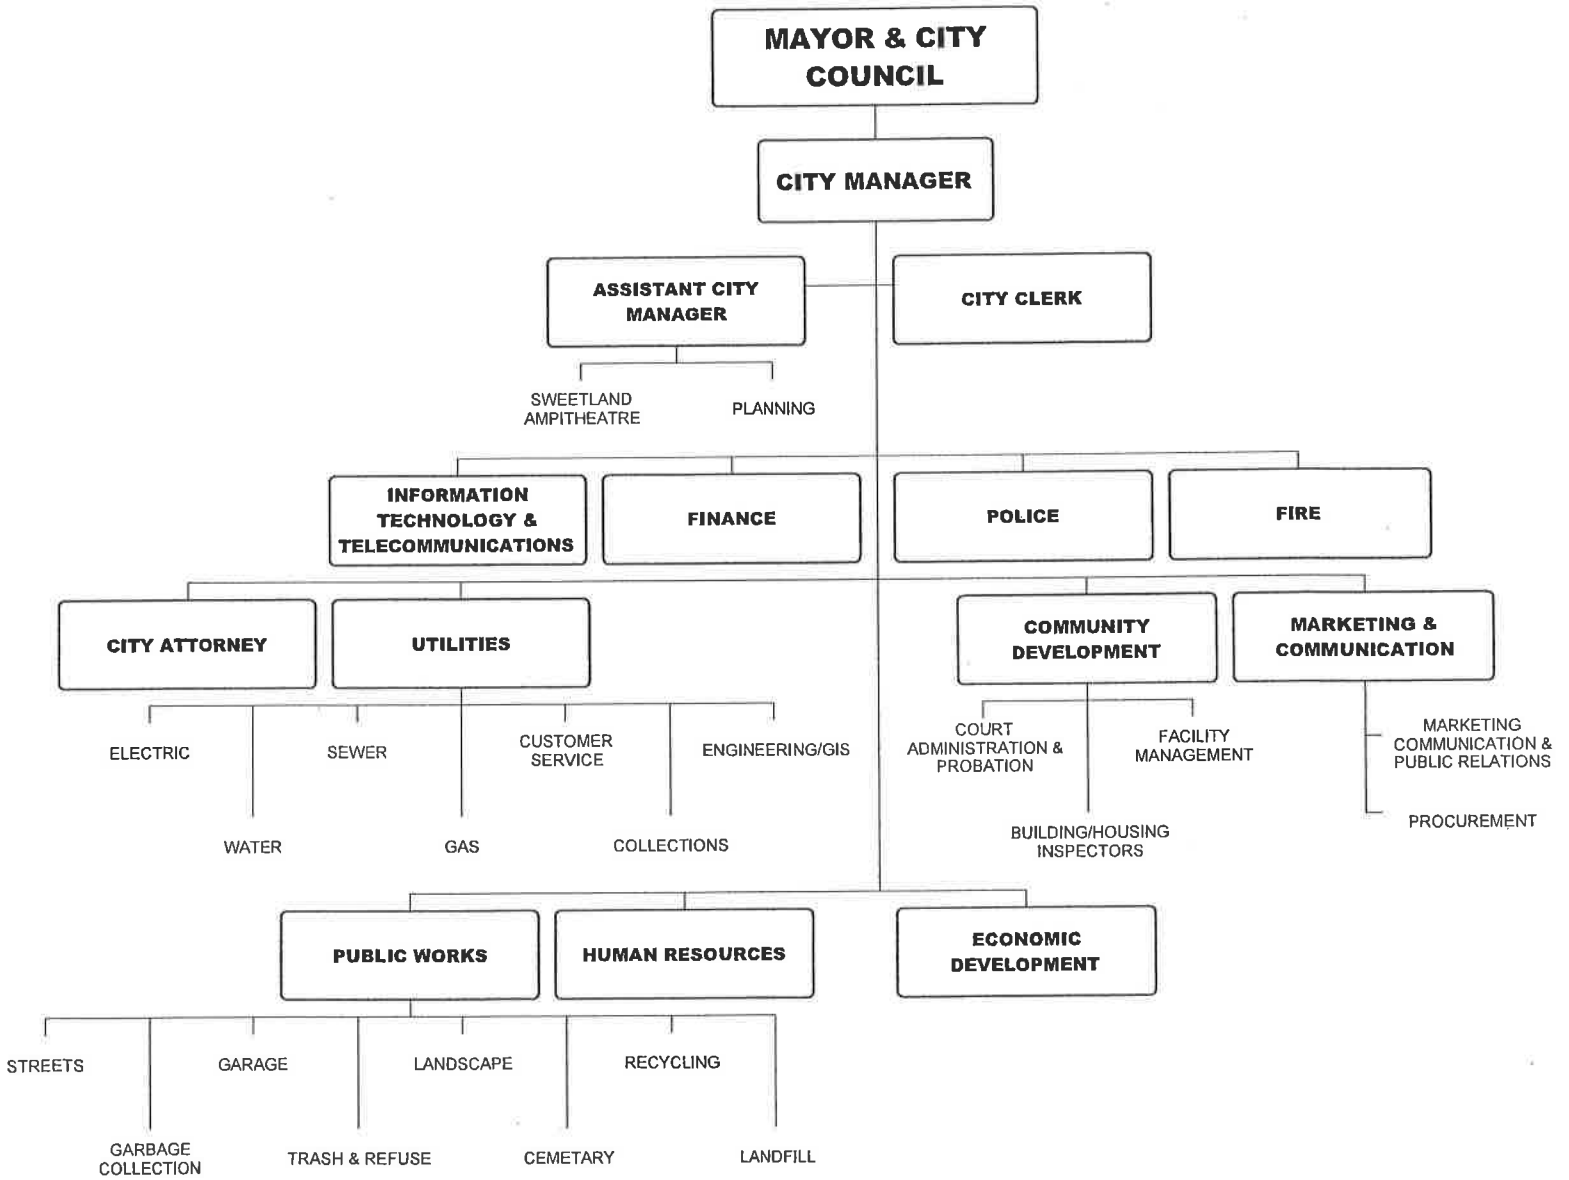 MAYOR & CITY
COUNCIL
CITY MANAGER
ASSISTANT CITY
MANAGER
CITY CLERK
SWEETLAND
AMPITHEATRE
PLANNING
INFORMATION
TECHNOLOGY &
TELECOMMUNICATIONS
FINANCE
POLICE
FIRE
CITY ATTORNEY
UTILITIES
COMMUNITY
DEVELOPMENT
MARKETING &
COMMUNICATION
ELECTRIC
SEWER
CUSTOMER
SERVICE
ENGINEERING/GIS
COURT
ADMINISTRATION &
PROBATION
FACILITY
MANAGEMENT
MARKETING
COMMUNICATION &
PUBLIC RELATIONS
WATER
GAS
COLLECTIONS
BUILDING/HOUSING
INSPECTORS
PROCUREMENT
PUBLIC WORKS
HUMAN RESOURCES
ECONOMIC
DEVELOPMENT
STREETS
GARAGE
LANDSCAPE
RECYCLING
GARBAGE
COLLECTION
TRASH & REFUSE
CEMETARY
LANDFILL